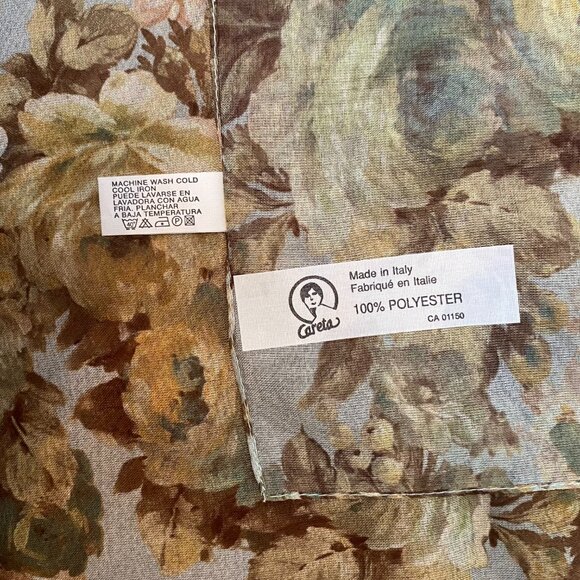 MACHINE WASH COLD
COOL IRON
PUEDE LAVARSE EN
LAVADORA CON AGUA
FRIA, PLANCHAR
A BAJA TEMPERATURA
Careta
Made in Italy
Fabriqué en Italie
100% POLYESTER
CA 01150